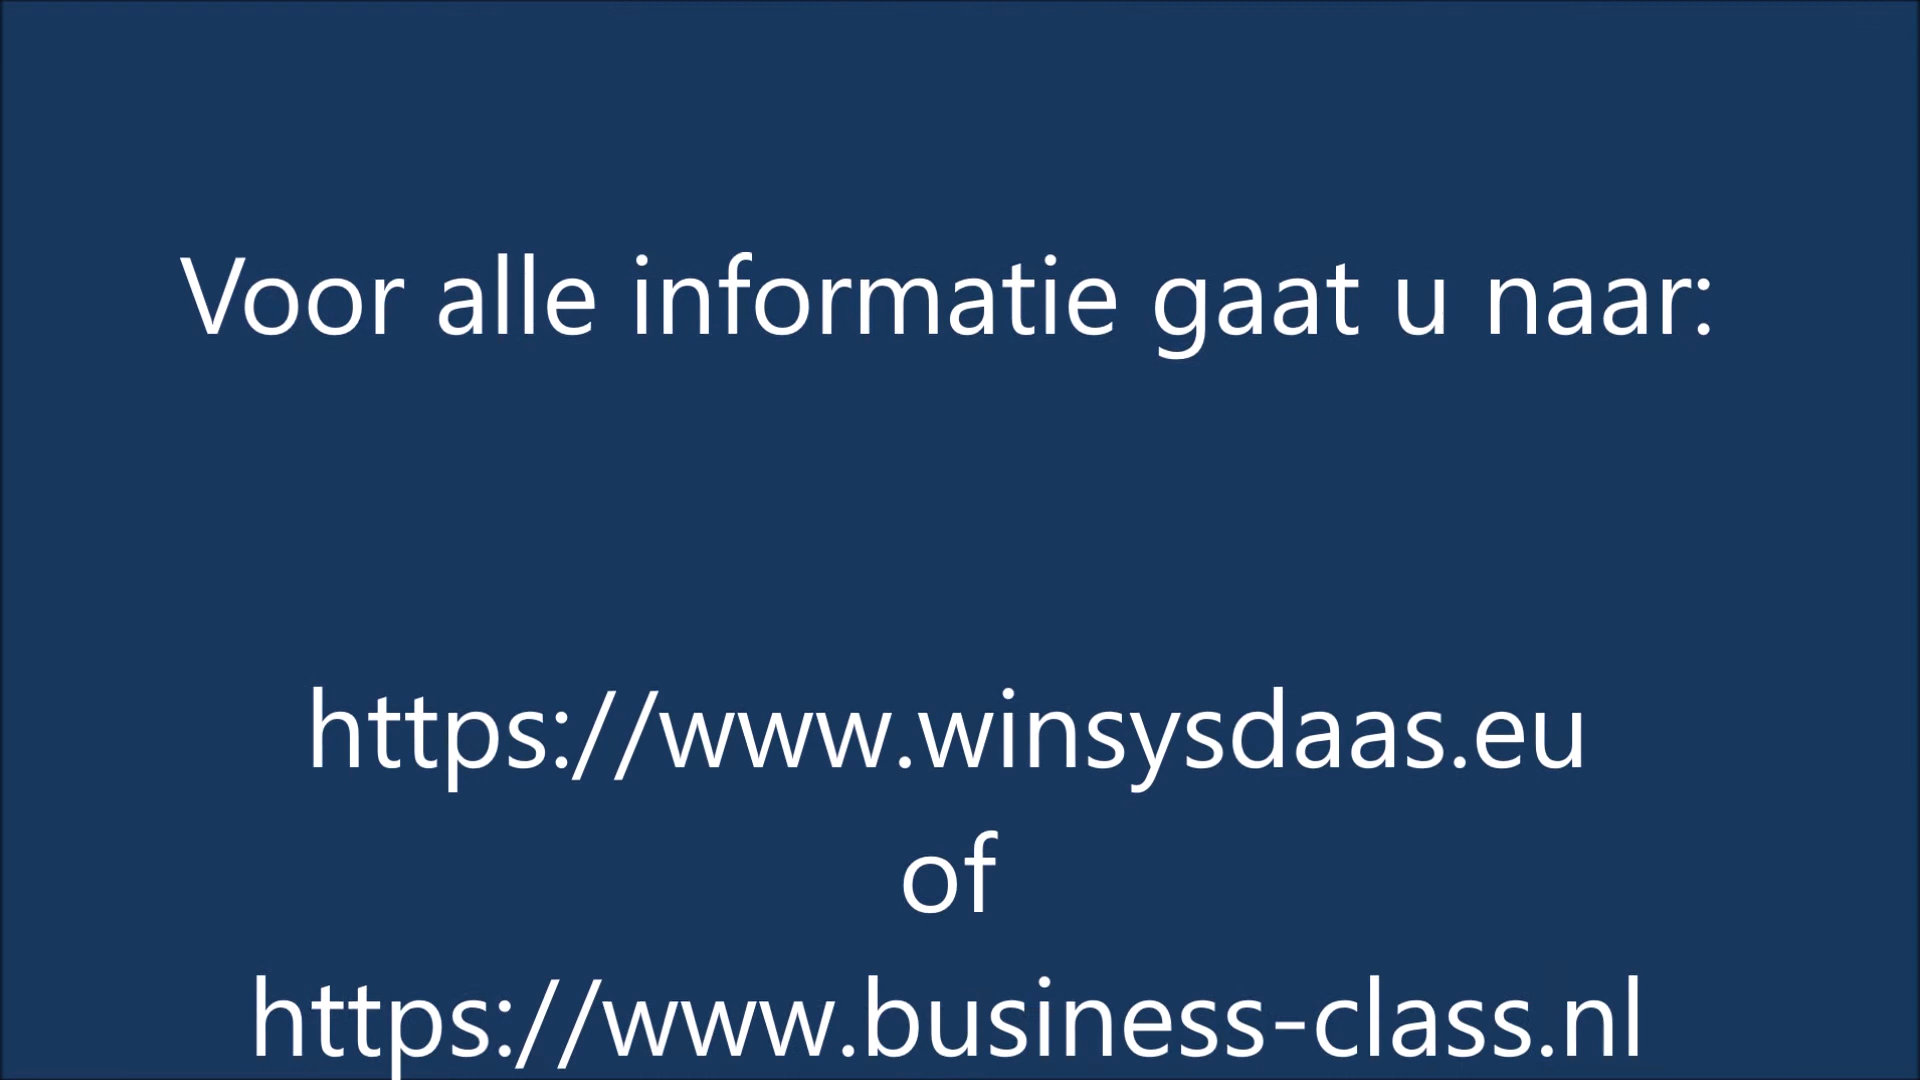 Voor alle informatie gaat u naar:
https://www.winsysdaas.eu
of
https://www.business-class.nl